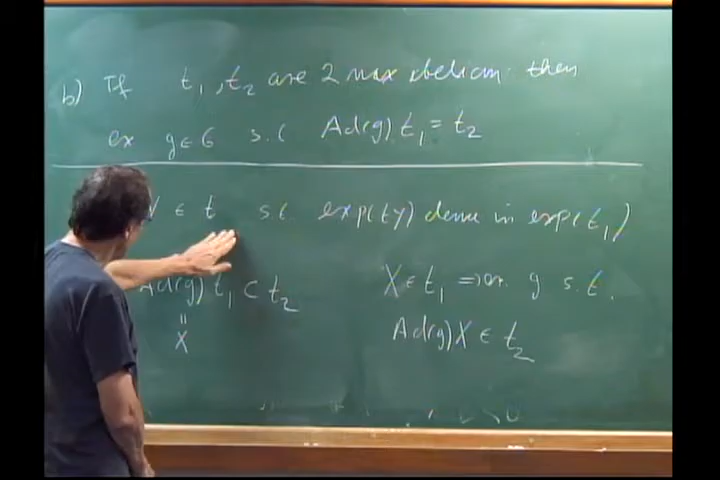 b) If t₁, t₂ are 2 max abelian then
ex g ∈ G s.t Ad(g) t₁ = t₂
∈ t s.t. exp(tY) dense in exp(t₁)
Ad(g) t₁ ⊂ t₂
=
X
X ∈ t₁ ⇒ ex. g s.t.
Ad(g)X ∈ t₂